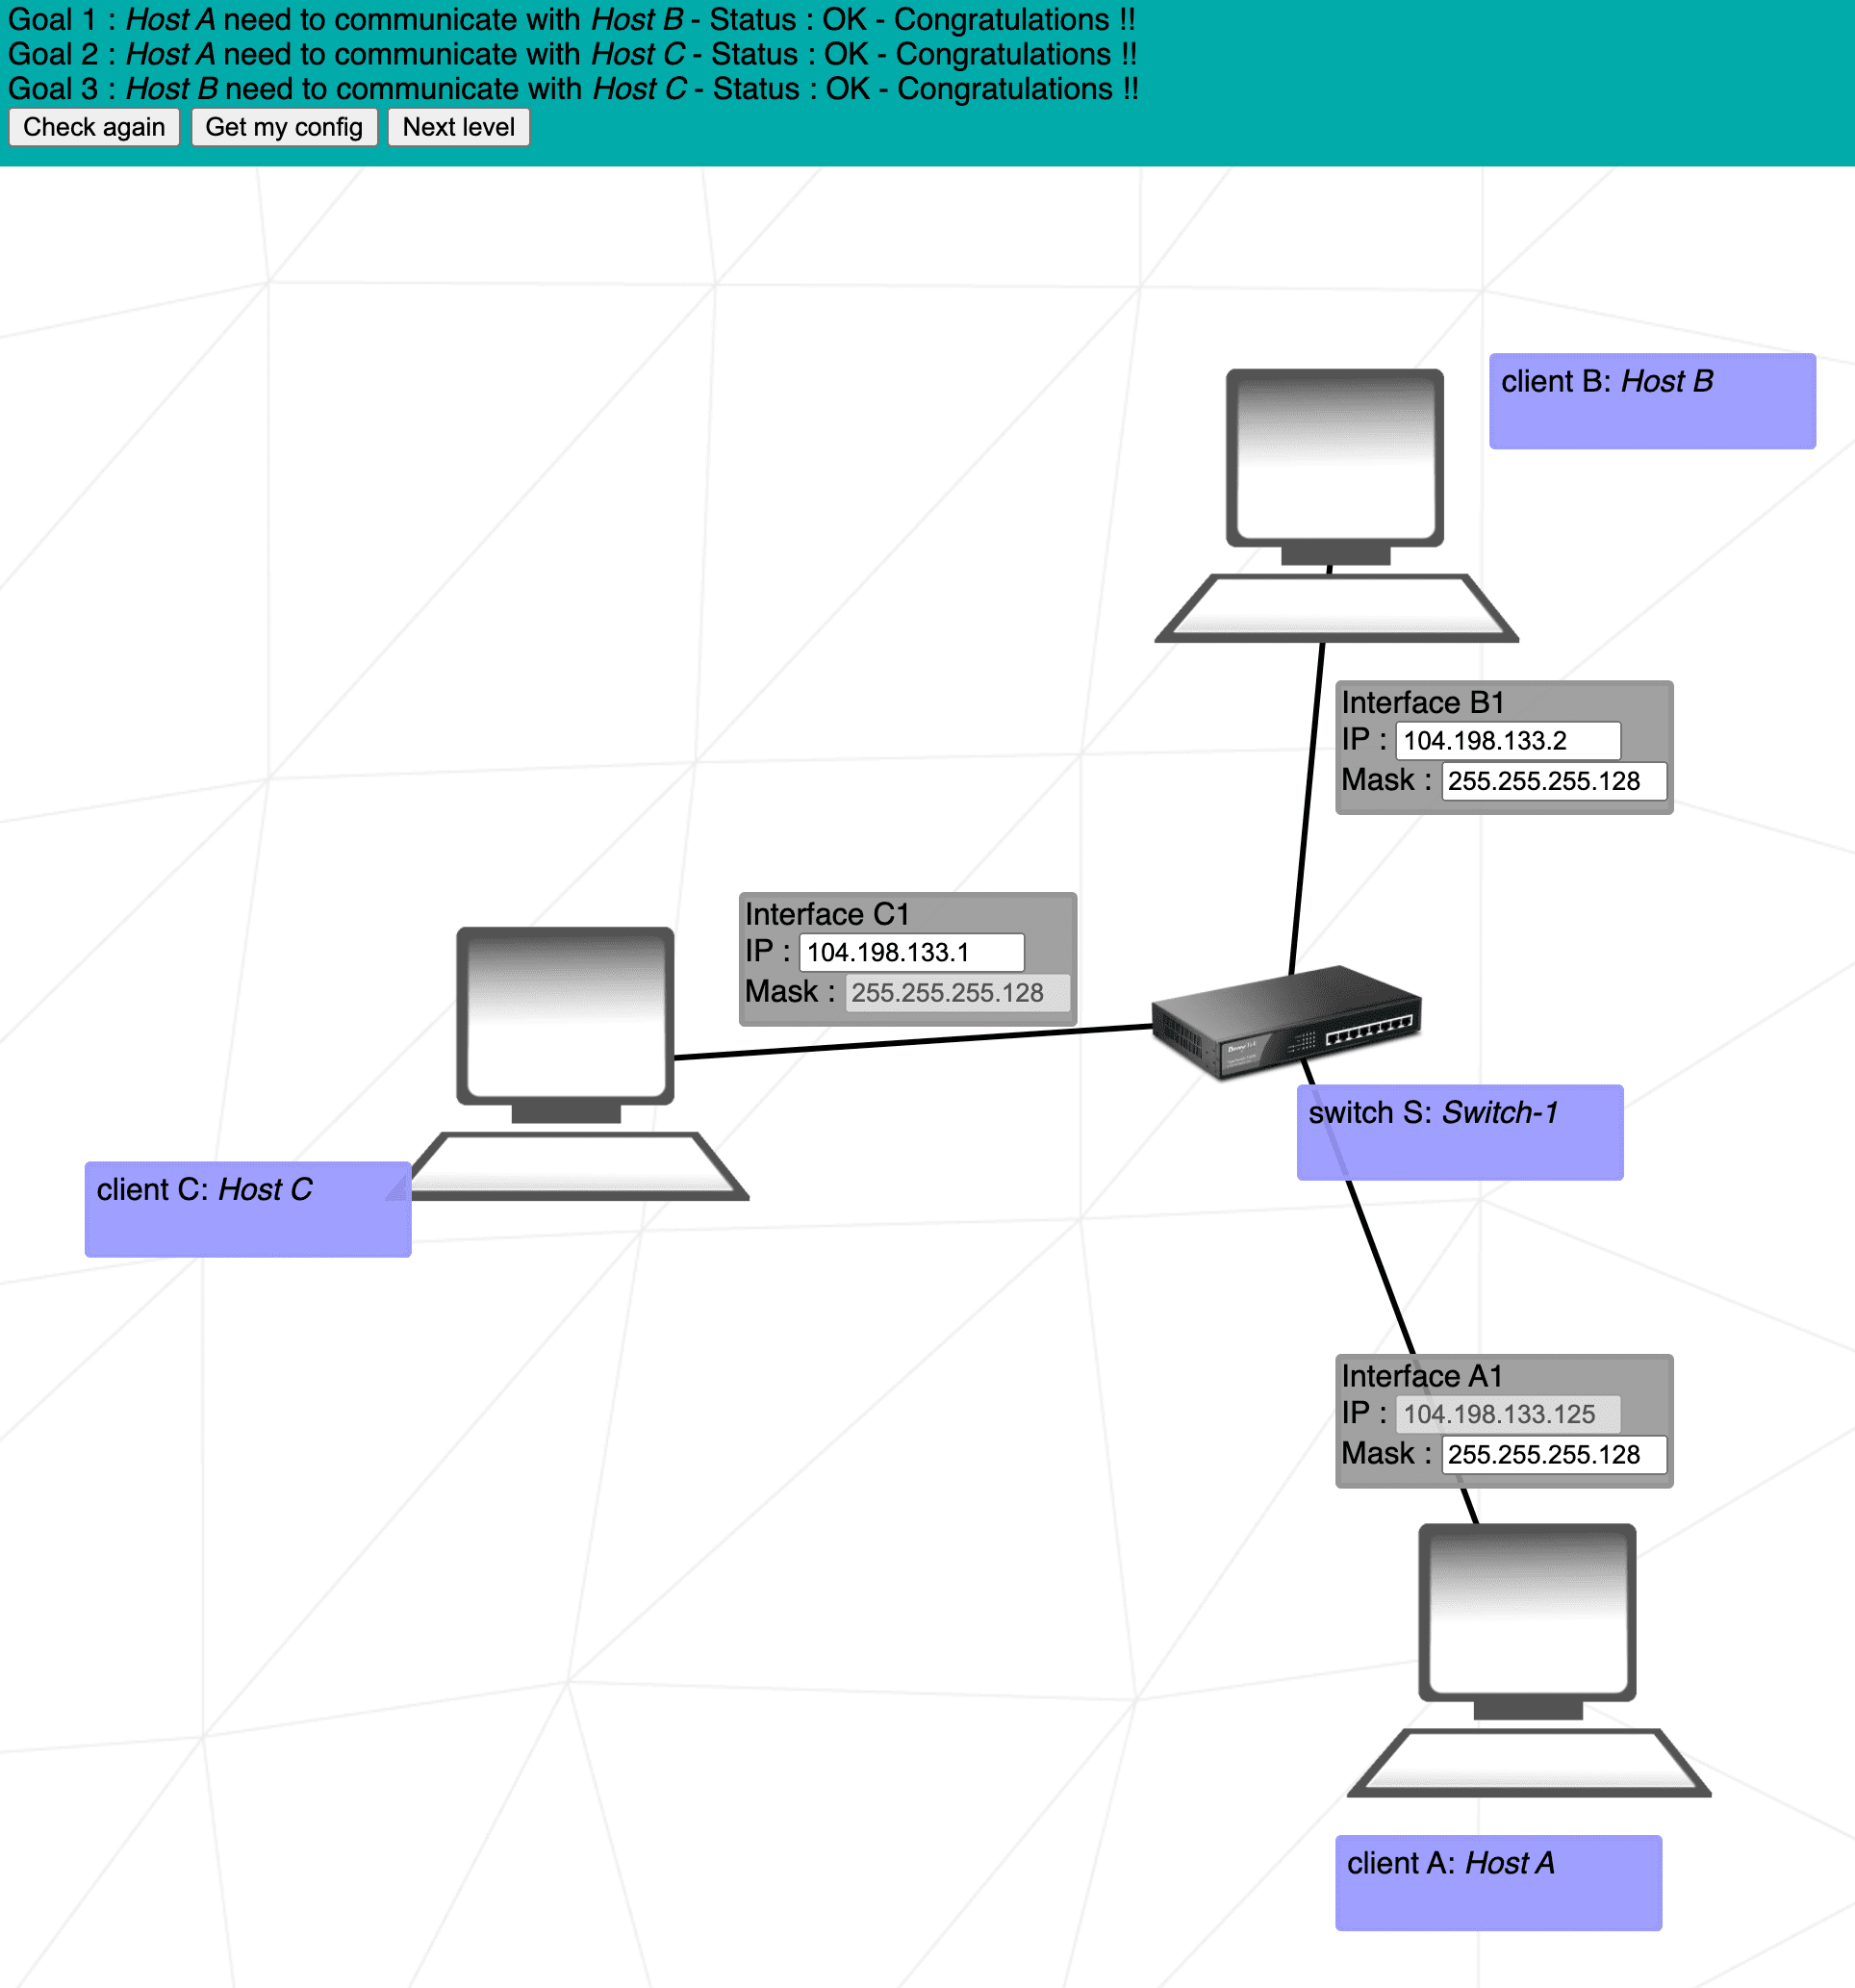 Goal 1 : Host A need to communicate with Host B - Status : OK - Congratulations !!
Goal 2 : Host A need to communicate with Host C - Status : OK - Congratulations !!
Goal 3 : Host B need to communicate with Host C - Status : OK - Congratulations !!
Check again Get my config Next level
client B: Host B
Interface B1
IP : 104.198.133.2
Mask : 255.255.255.128
Interface C1
IP : 104.198.133.1
Mask : 255.255.255.128
switch S: Switch-1
client C: Host C
Interface A1
IP : 104.198.133.125
Mask : 255.255.255.128
client A: Host A